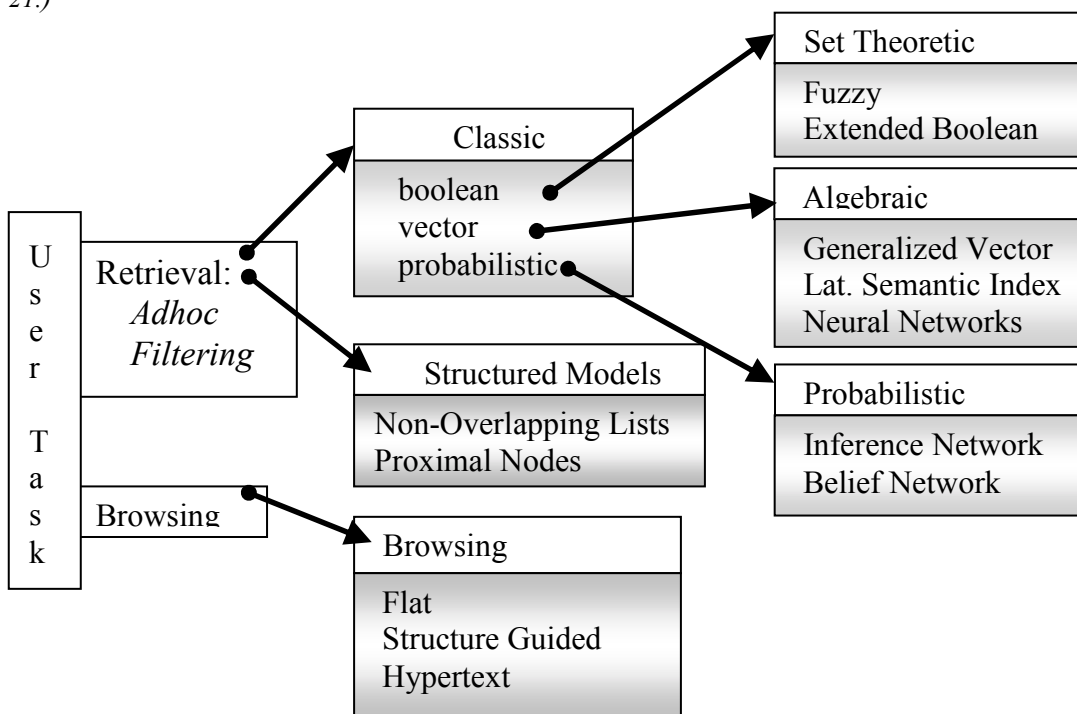 21.)
User Task
Retrieval:
Adhoc
Filtering
Browsing
Classic
boolean
vector
probabilistic
Structured Models
Non-Overlapping Lists
Proximal Nodes
Browsing
Flat
Structure Guided
Hypertext
Set Theoretic
Fuzzy
Extended Boolean
Algebraic
Generalized Vector
Lat. Semantic Index
Neural Networks
Probabilistic
Inference Network
Belief Network